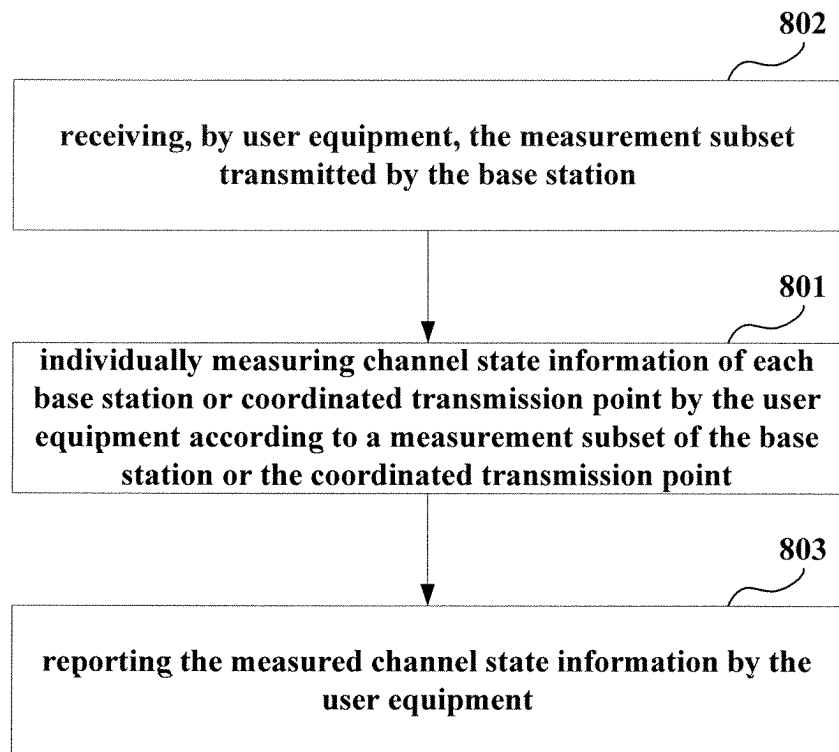 802
receiving, by user equipment, the measurement subset
transmitted by the base station
801
individually measuring channel state information of each
base station or coordinated transmission point by the user
equipment according to a measurement subset of the base
station or the coordinated transmission point
803
reporting the measured channel state information by the
user equipment